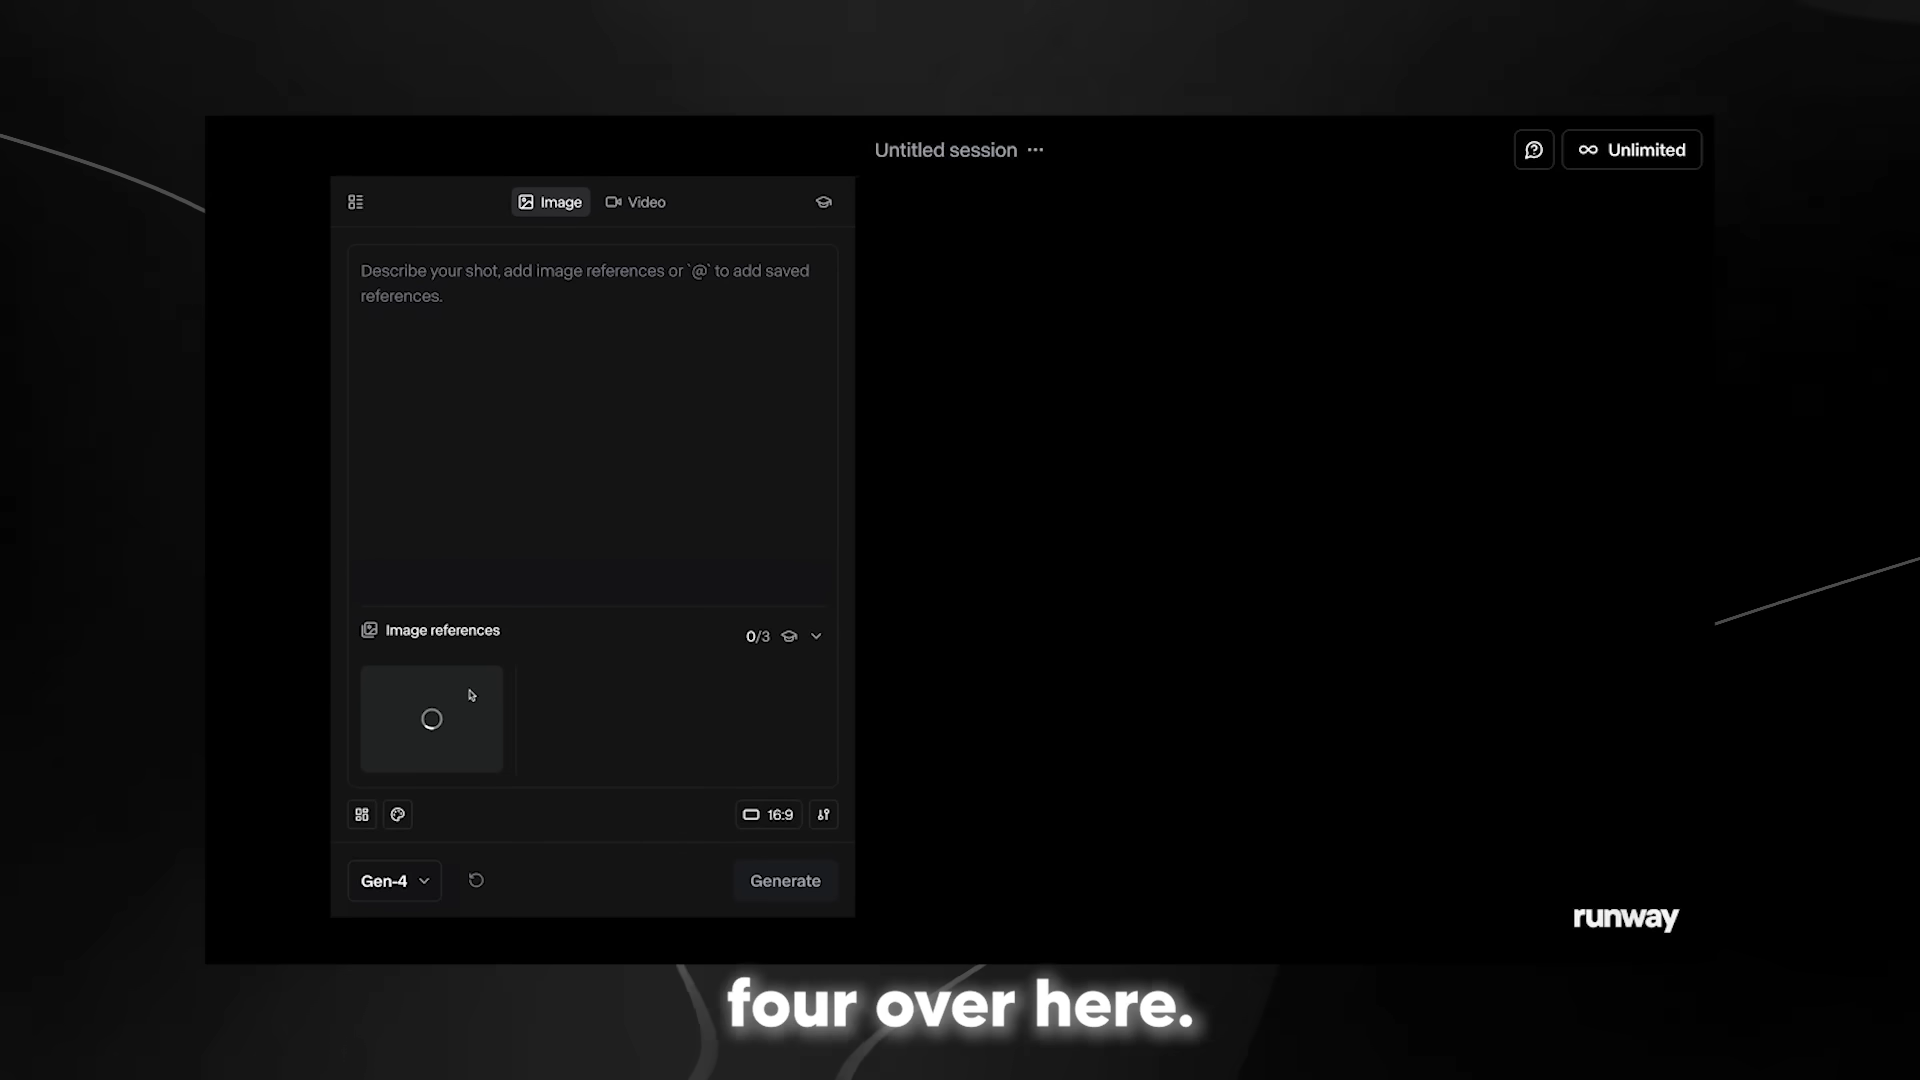 Untitled session ...
Unlimited
Image
Video
Describe your shot, add image references or `@` to add saved
references.
Image references
0/3
16:9
Gen-4
Generate
runway
four over here.